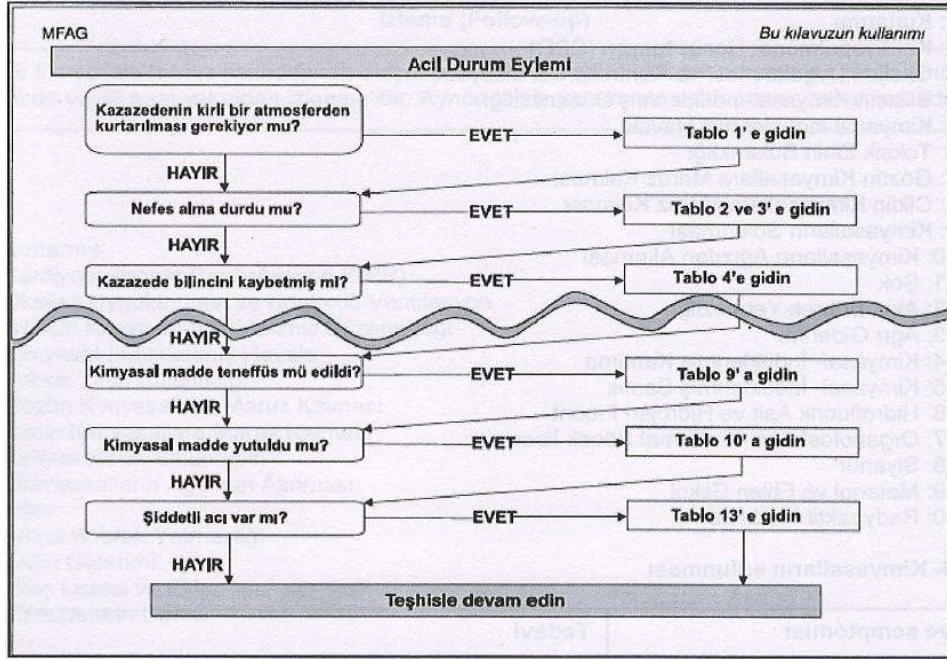 MFAG
Bu kılavuzun kullanımı
Acil Durum Eylemi
Kazazedenin kirli bir atmosferden
kurtarılması gerekiyor mu?
EVET
Tablo 1' e gidin
HAYIR
Nefes alma durdu mu?
EVET
Tablo 2 ve 3' e gidin
HAYIR
Kazazede bilincini kaybetmiş mi?
EVET
Tablo 4'e gidin
HAYIR
Kimyasal madde teneffüs mü edildi?
EVET
Tablo 9' a gidin
HAYIR
Kimyasal madde yutuldu mu?
EVET
Tablo 10' e gidin
HAYIR
Şiddetli acı var mı?
EVET
Tablo 13' e gidin
HAYIR
Teşhisle devam edin